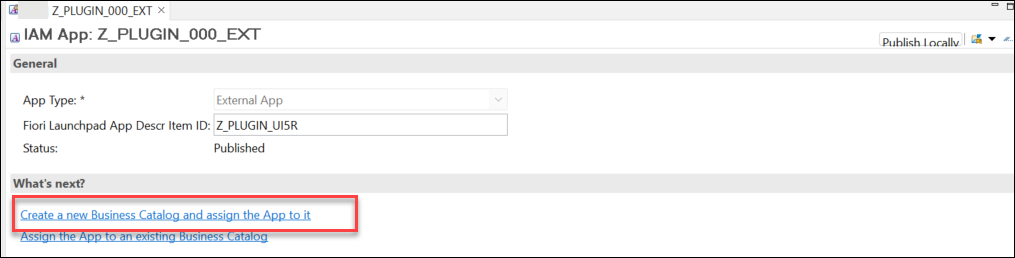 Z_PLUGIN_000_EXT
IAM App: Z_PLUGIN_000_EXT
Publish Locally
General
App Type: * External App
Fiori Launchpad App Descr Item ID: Z_PLUGIN_UI5R
Status: Published
What's next?
Create a new Business Catalog and assign the App to it
Assign the App to an existing Business Catalog